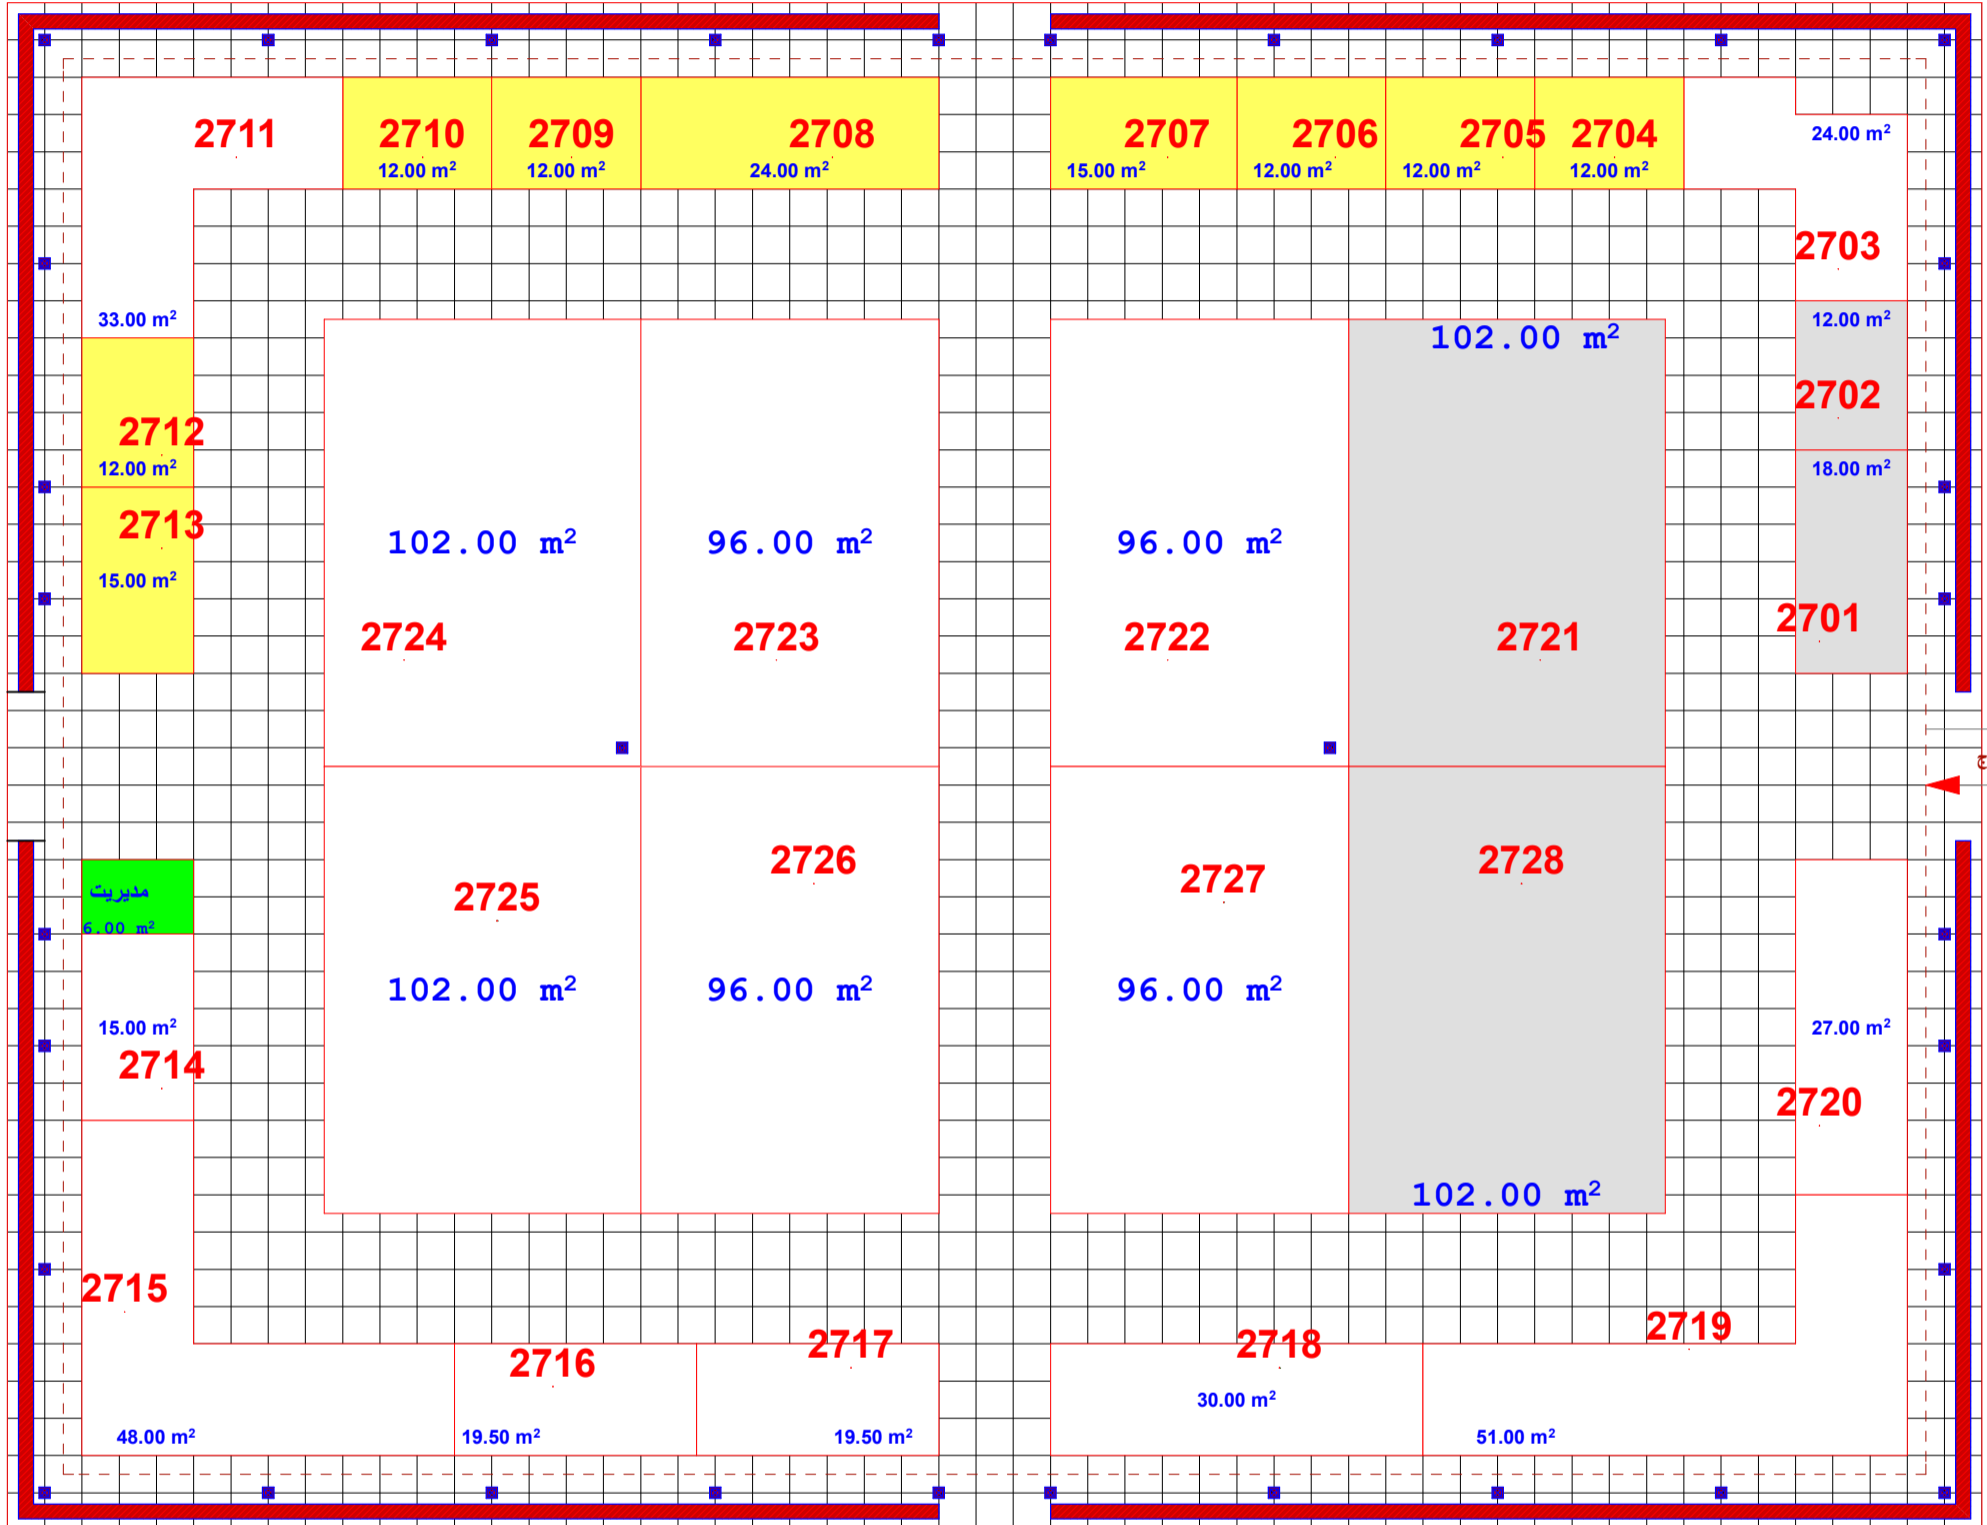 2711
33.00 m²
2710
12.00 m²
2709
12.00 m²
2708
24.00 m²
2707
15.00 m²
2706
12.00 m²
2705
12.00 m²
2704
12.00 m²
24.00 m²
2703
12.00 m²
2702
18.00 m²
2701
2712
12.00 m²
2713
15.00 m²
102.00 m²
2724
96.00 m²
2723
96.00 m²
2722
102.00 m²
2721
2725
102.00 m²
2726
96.00 m²
2727
96.00 m²
2728
102.00 m²
مدیریت
6.00 m²
15.00 m²
2714
2715
48.00 m²
2716
19.50 m²
2717
19.50 m²
2718
30.00 m²
2719
51.00 m²
27.00 m²
2720